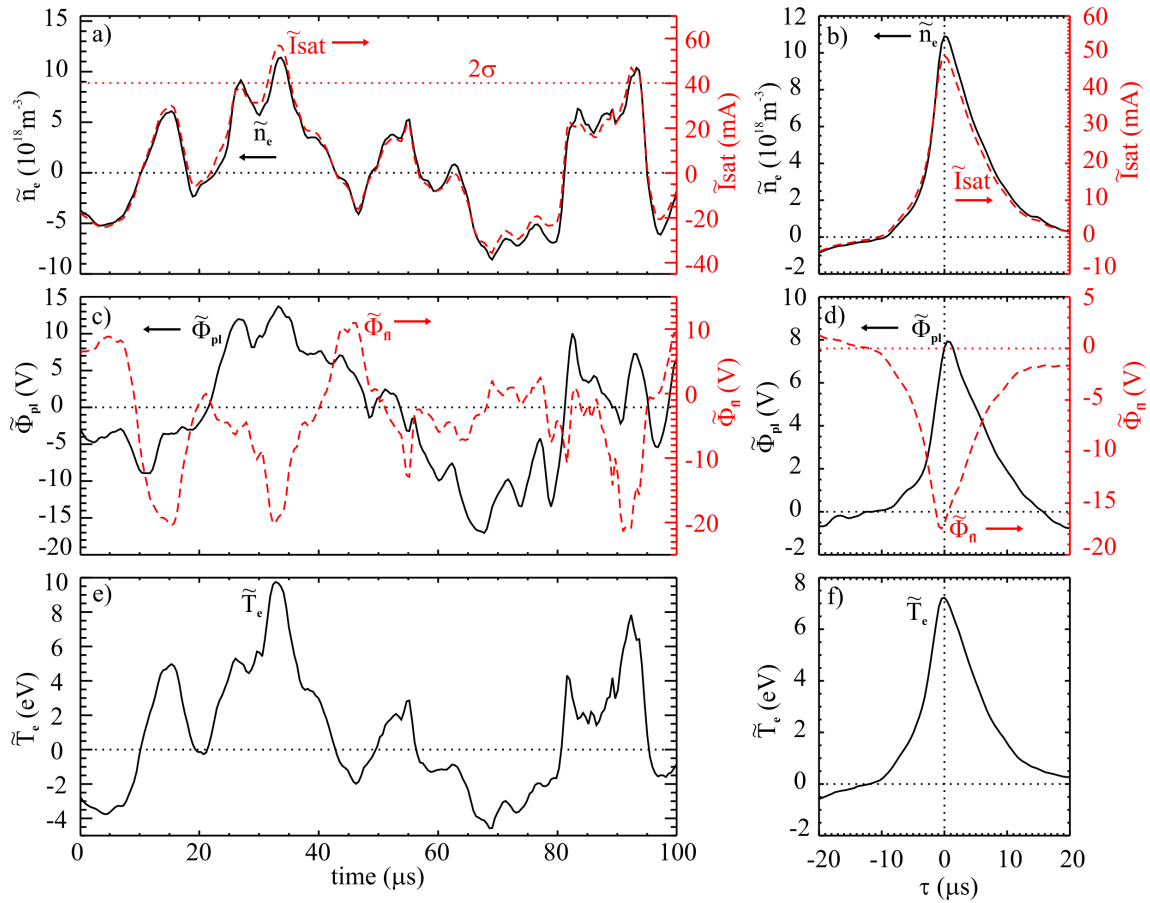 a)
15
10
5
0
-5
-10
ñₑ (10¹⁸m⁻³)
Ĩsat
2σ
ñₑ
60
40
20
0
-20
-40
Ĩsat (mA)
b)
12
10
8
6
4
2
0
-2
ñₑ (10¹⁸m⁻³)
ñₑ
Ĩsat
60
50
40
30
20
10
0
-10
Ĩsat (mA)
c)
15
10
5
0
-5
-10
-15
-20
Φ̃pl (V)
Φ̃pl
Φ̃fl
10
0
-10
-20
Φ̃fl (V)
d)
10
8
6
4
2
0
-2
Φ̃pl (V)
Φ̃pl
Φ̃fl
5
0
-5
-10
-15
-20
Φ̃fl (V)
e)
10
8
6
4
2
0
-2
-4
T̃ₑ (eV)
T̃ₑ
0 20 40 60 80 100
time (μs)
f)
8
6
4
2
0
-2
T̃ₑ (eV)
T̃ₑ
-20 -10 0 10 20
τ (μs)